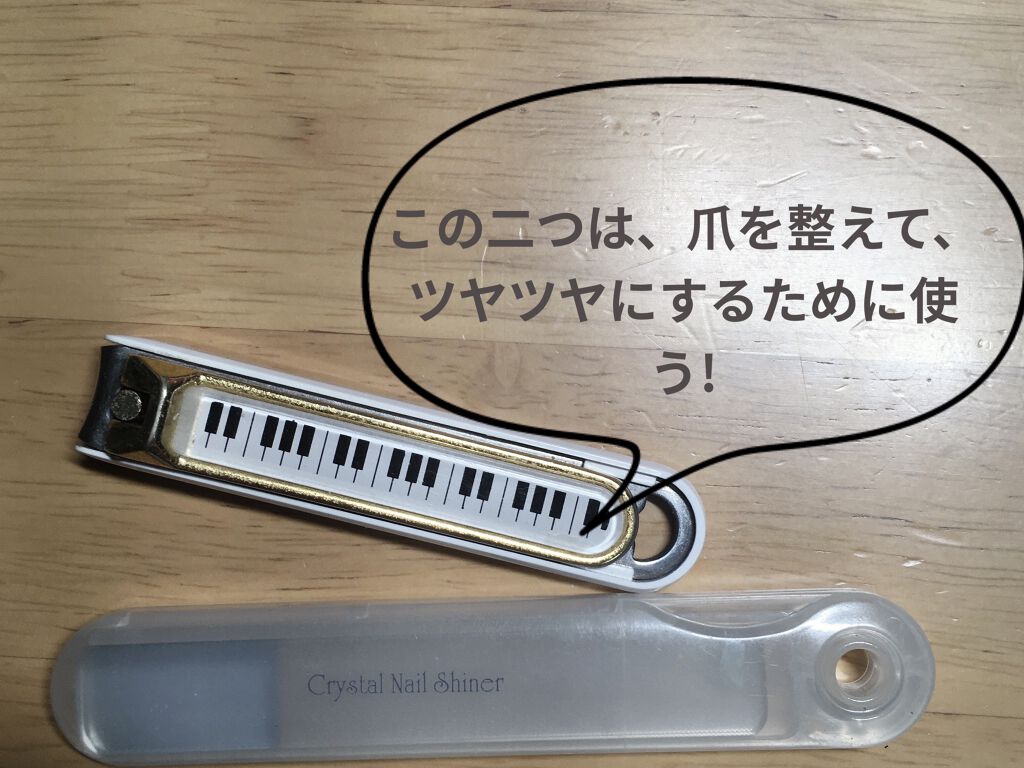 この二つは、爪を整えて、
ツヤツヤにするために使
う!
Crystal Nail Shiner